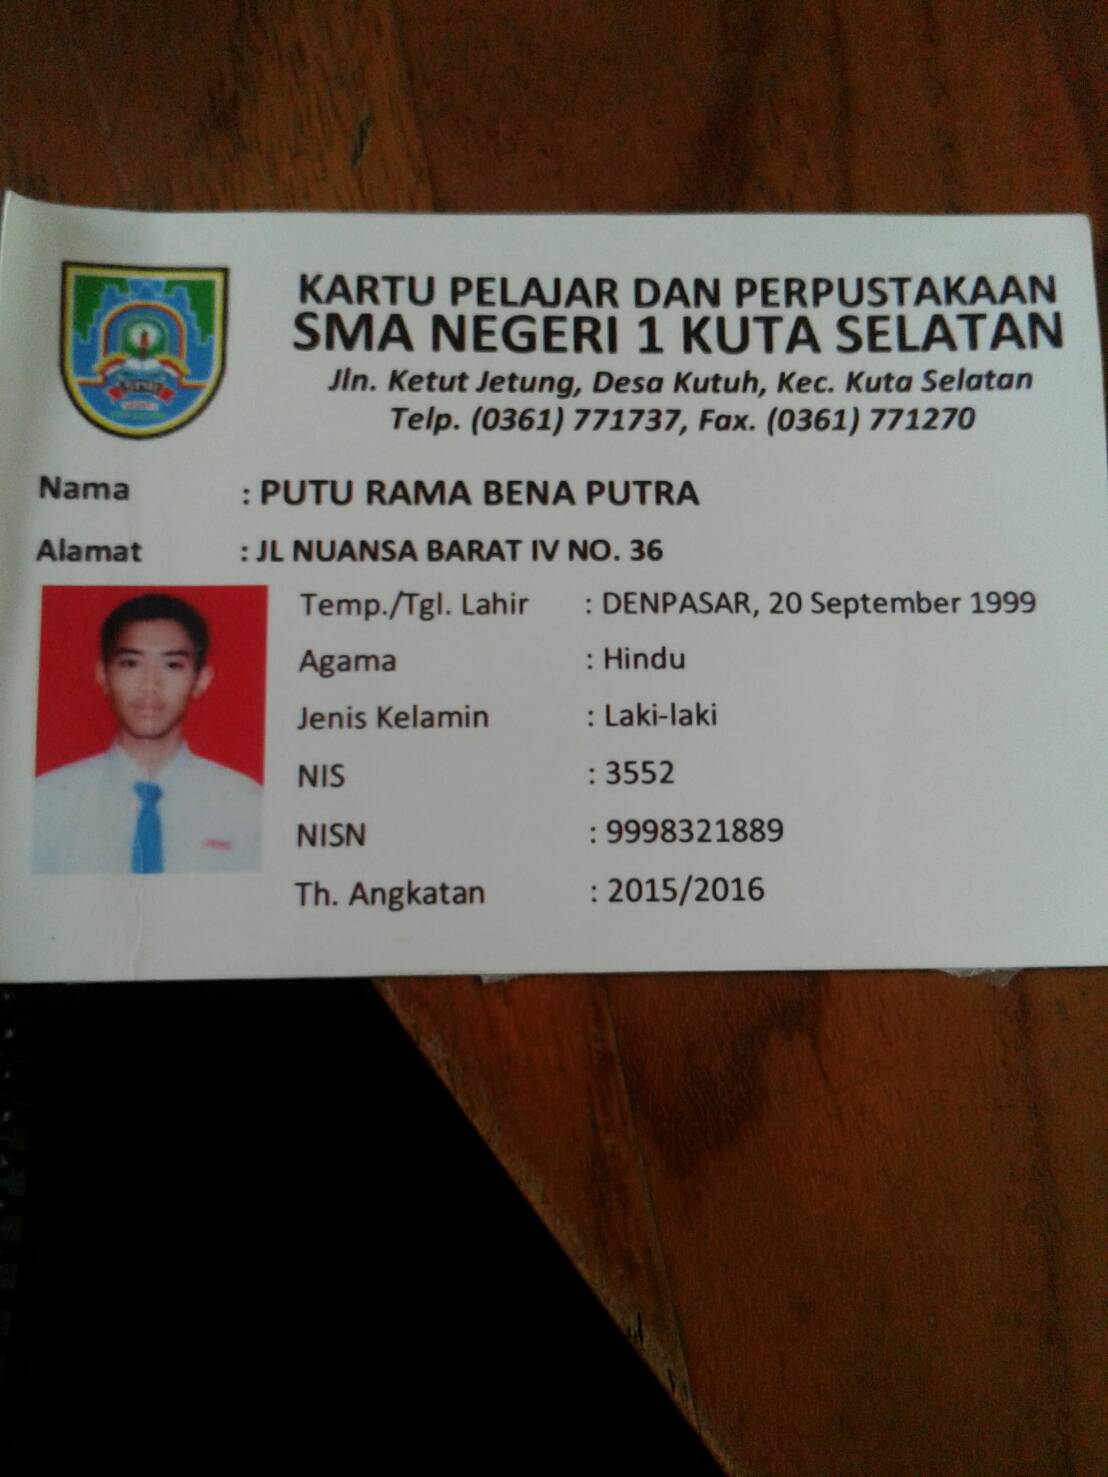 KARTU PELAJAR DAN PERPUSTAKAAN
SMA NEGERI 1 KUTA SELATAN
Jln. Ketut Jetung, Desa Kutuh, Kec. Kuta Selatan
Telp. (0361) 771737, Fax. (0361) 771270
Nama : PUTU RAMA BENA PUTRA
Alamat : JL NUANSA BARAT IV NO. 36
Temp./Tgl. Lahir : DENPASAR, 20 September 1999
Agama : Hindu
Jenis Kelamin : Laki-laki
NIS : 3552
NISN : 9998321889
Th. Angkatan : 2015/2016